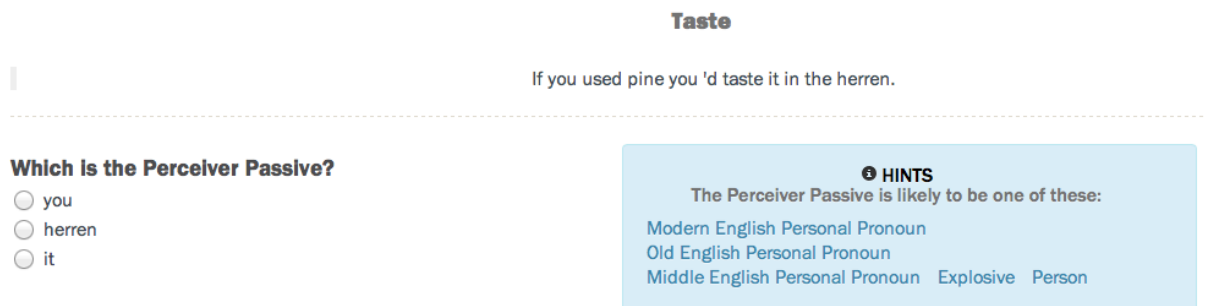 Taste
If you used pine you 'd taste it in the herren.
Which is the Perceiver Passive?
you
herren
it
HINTS
The Perceiver Passive is likely to be one of these:
Modern English Personal Pronoun
Old English Personal Pronoun
Middle English Personal Pronoun Explosive Person